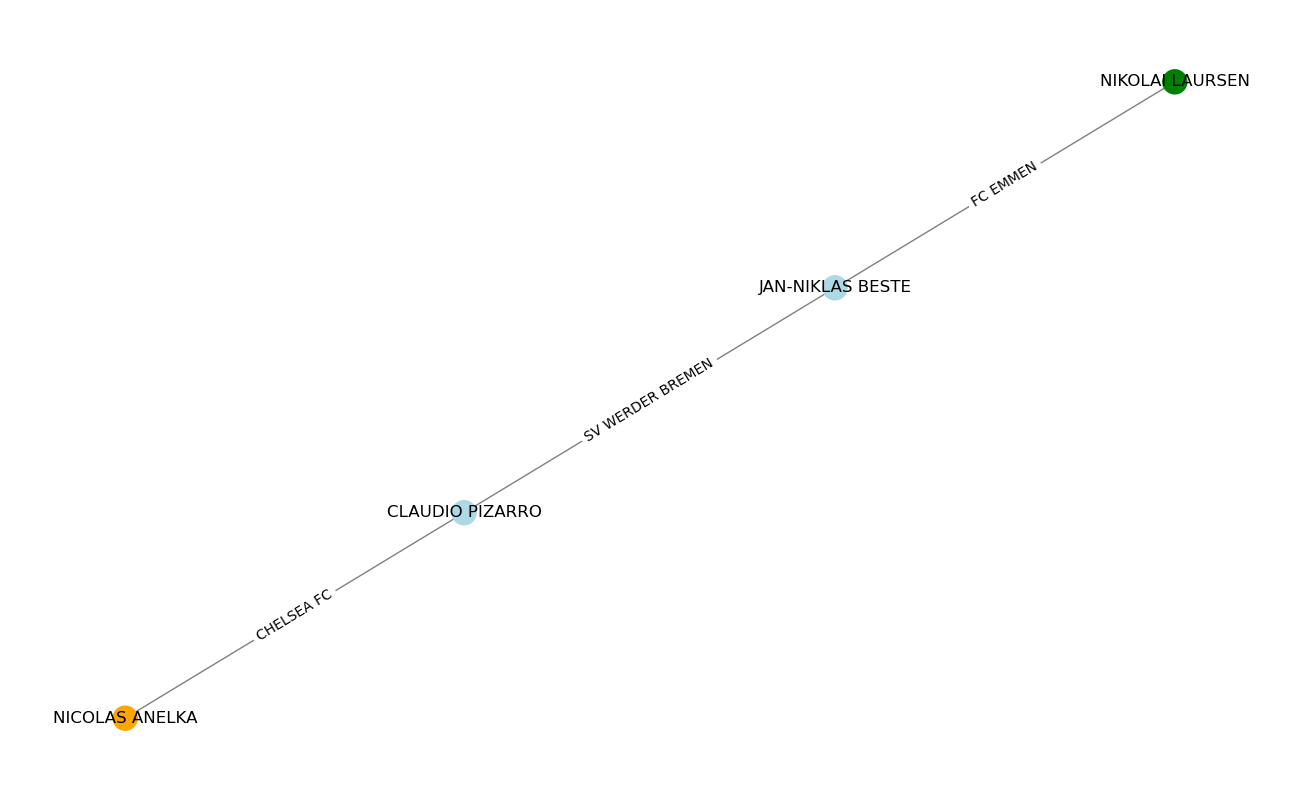 NIKOLAI LAURSEN
FC EMMEN
JAN-NIKLAS BESTE
SV WERDER BREMEN
CLAUDIO PIZARRO
CHELSEA FC
NICOLAS ANELKA